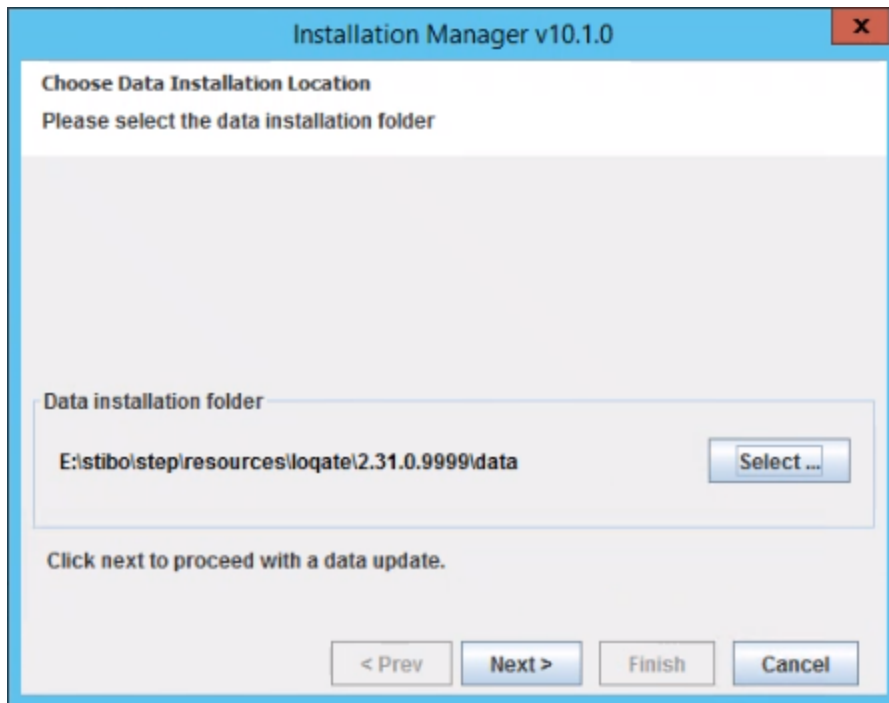 Installation Manager v10.1.0
x
Choose Data Installation Location
Please select the data installation folder
Data installation folder
E:\stibo\step\resources\loqate\2.31.0.9999\data
Select ...
Click next to proceed with a data update.
< Prev
Next >
Finish
Cancel